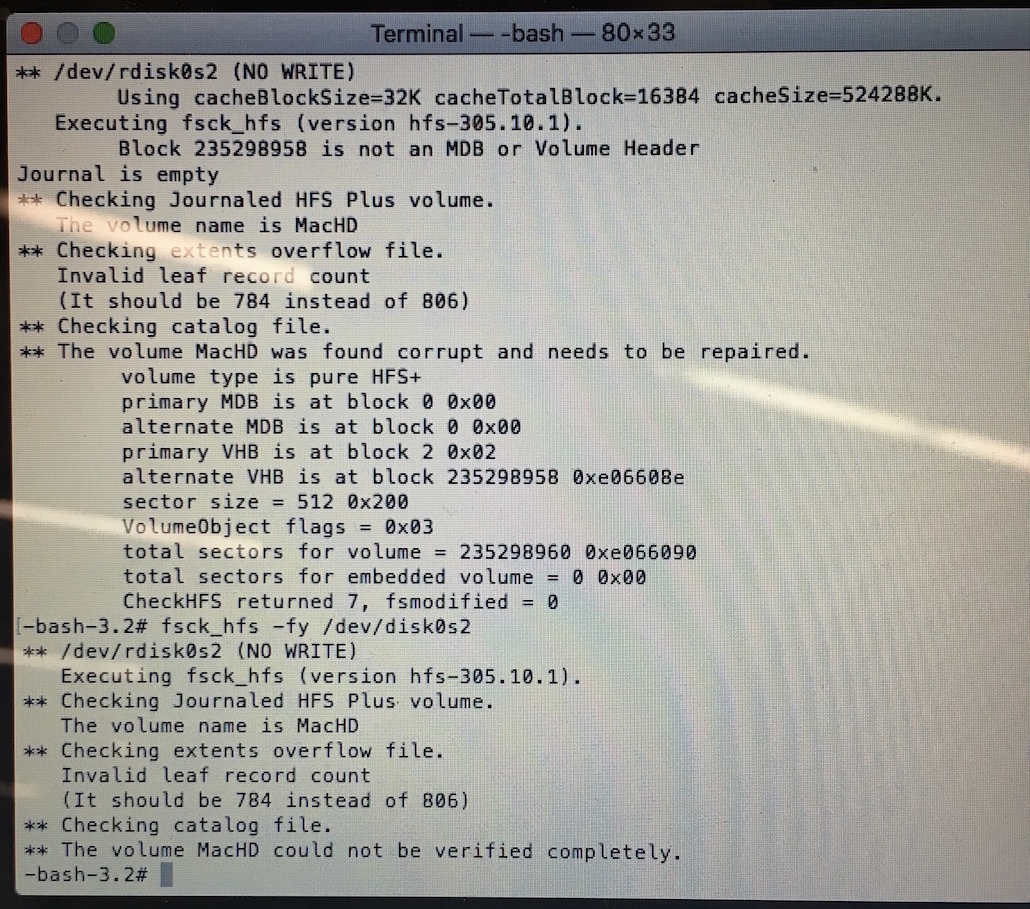 Terminal — -bash — 80×33
** /dev/rdisk0s2 (NO WRITE)
Using cacheBlockSize=32K cacheTotalBlock=16384 cacheSize=524288K.
Executing fsck_hfs (version hfs-305.10.1).
Block 235298958 is not an MDB or Volume Header
Journal is empty
** Checking Journaled HFS Plus volume.
The volume name is MacHD
** Checking extents overflow file.
Invalid leaf record count
(It should be 784 instead of 806)
** Checking catalog file.
** The volume MacHD was found corrupt and needs to be repaired.
volume type is pure HFS+
primary MDB is at block 0 0x00
alternate MDB is at block 0 0x00
primary VHB is at block 2 0x02
alternate VHB is at block 235298958 0xe06608e
sector size = 512 0x200
VolumeObject flags = 0x03
total sectors for volume = 235298960 0xe066090
total sectors for embedded volume = 0 0x00
CheckHFS returned 7, fsmodified = 0
[-bash-3.2# fsck_hfs -fy /dev/disk0s2
** /dev/rdisk0s2 (NO WRITE)
Executing fsck_hfs (version hfs-305.10.1).
** Checking Journaled HFS Plus volume.
The volume name is MacHD
** Checking extents overflow file.
Invalid leaf record count
(It should be 784 instead of 806)
** Checking catalog file.
** The volume MacHD could not be verified completely.
-bash-3.2#